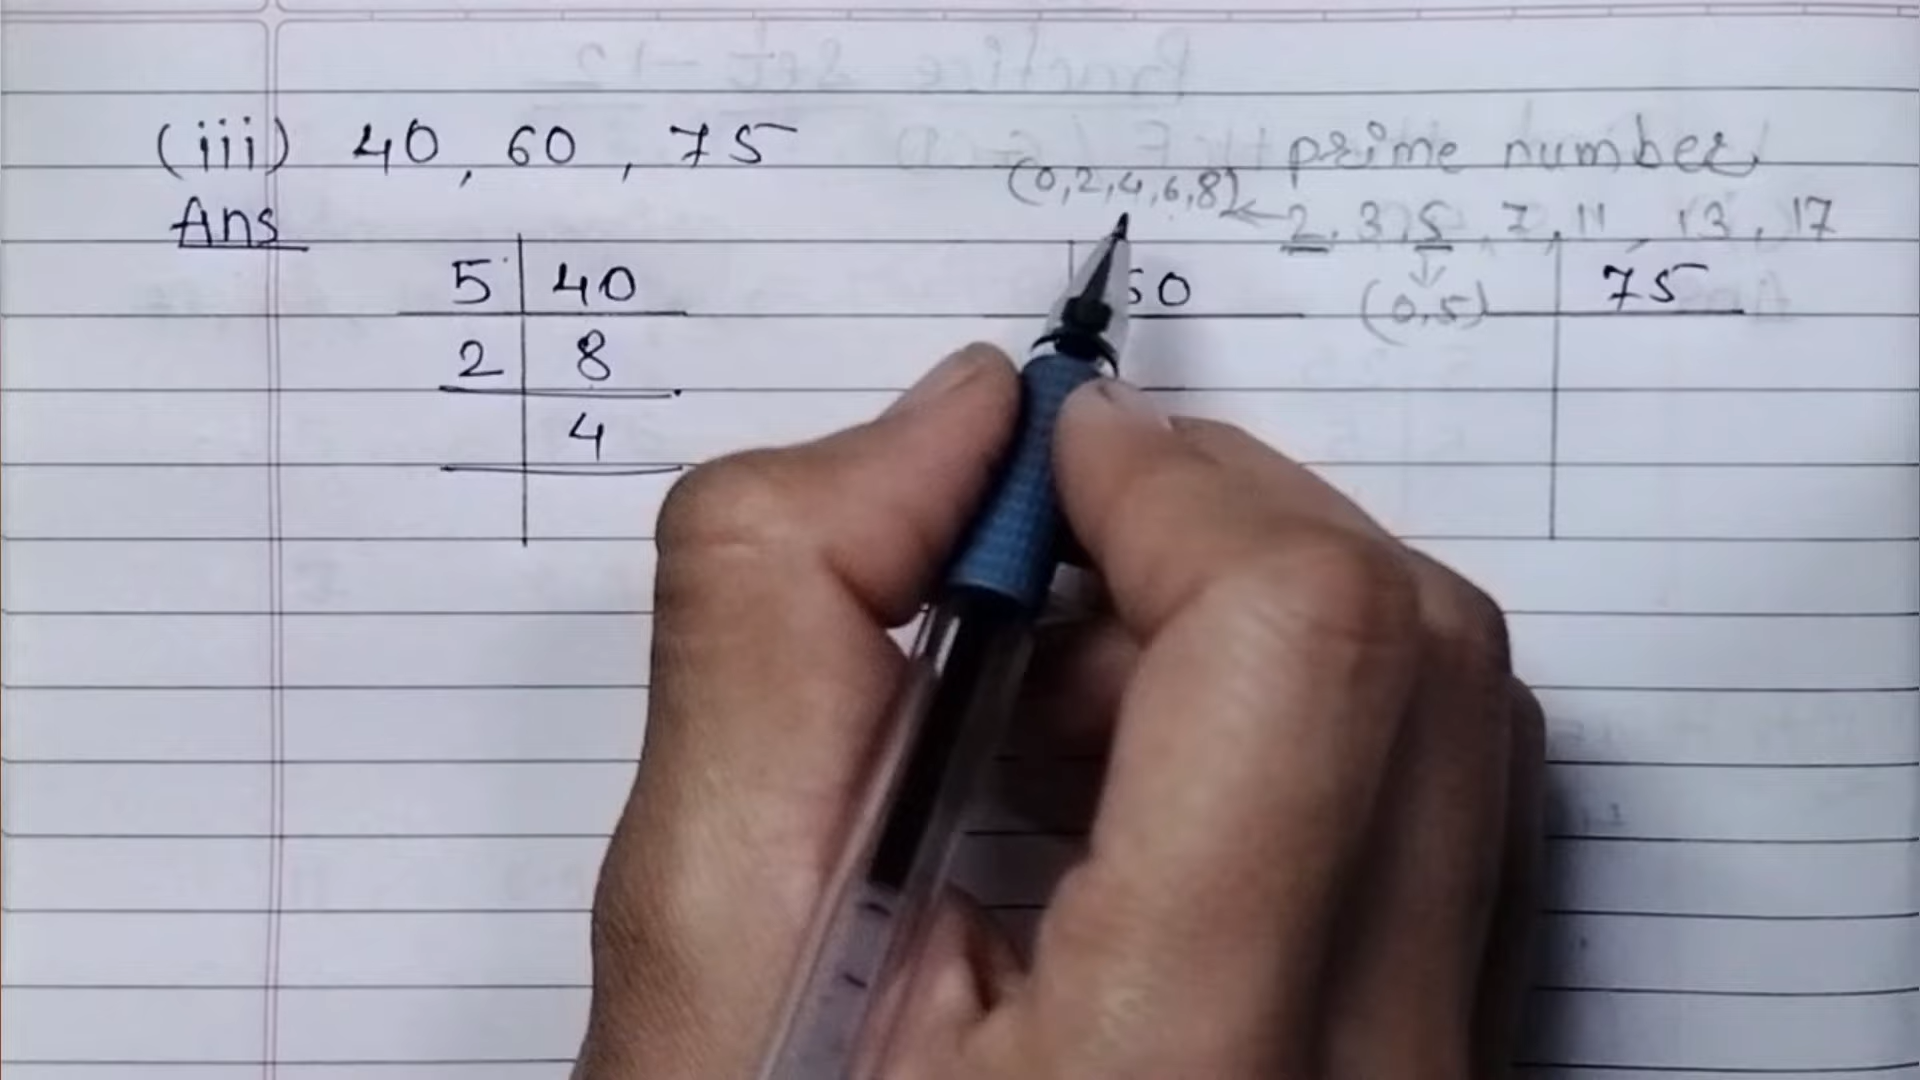 (iii) 40, 60, 75
prime number
(0,2,4,6,8) ← 2, 3, 5, 7, 11, 13, 17
Ans
↓
(0,5)
5 40
2 8
4
60
75